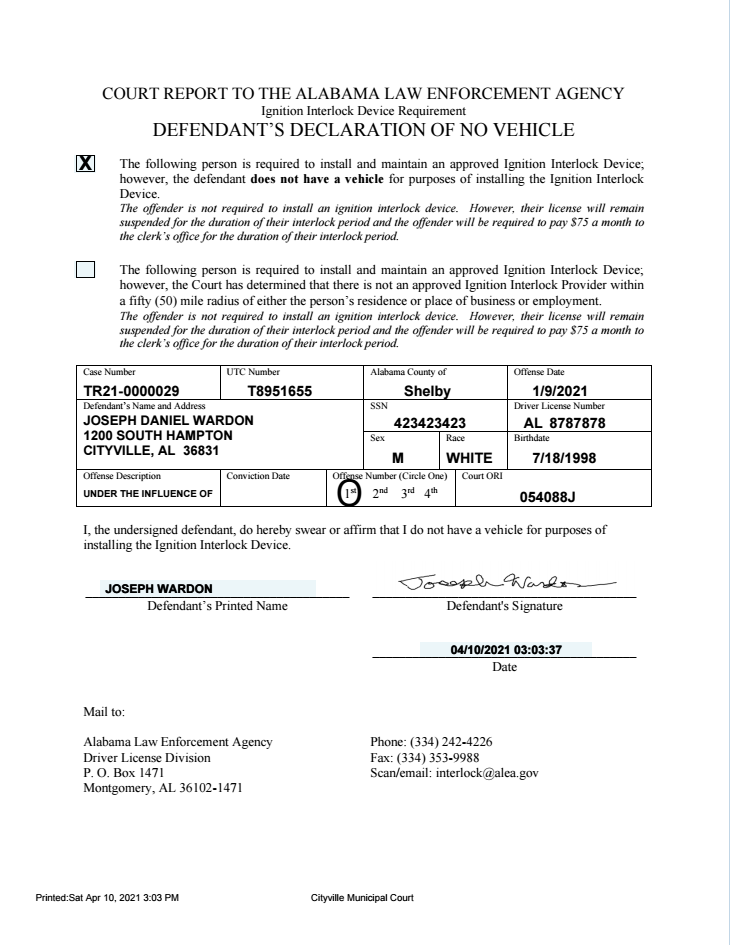 COURT REPORT TO THE ALABAMA LAW ENFORCEMENT AGENCY
Ignition Interlock Device Requirement
DEFENDANT'S DECLARATION OF NO VEHICLE
X
The following person is required to install and maintain an approved Ignition Interlock Device;
however, the defendant does not have a vehicle for purposes of installing the Ignition Interlock
Device.
The offender is not required to install an ignition interlock device. However, their license will remain
suspended for the duration of their interlock period and the offender will be required to pay $75 a month to
the clerk's office for the duration of their interlock period.
The following person is required to install and maintain an approved Ignition Interlock Device;
however, the Court has determined that there is not an approved Ignition Interlock Provider within
a fifty (50) mile radius of either the person's residence or place of business or employment.
The offender is not required to install an ignition interlock device. However, their license will remain
suspended for the duration of their interlock period and the offender will be required to pay $75 a month to
the clerk's office for the duration of their interlock period.
Case Number UTC Number Alabama County of Offense Date
TR21-0000029 T8951655 Shelby 1/9/2021
Defendant's Name and Address SSN Driver License Number
JOSEPH DANIEL WARDON 423423423 AL 8787878
1200 SOUTH HAMPTON Sex Race Birthdate
CITYVILLE, AL 36831 M WHITE 7/18/1998
Offense Description Conviction Date Offense Number (Circle One) Court ORI
UNDER THE INFLUENCE OF 1st 2nd 3rd 4th 054088J
I, the undersigned defendant, do hereby swear or affirm that I do not have a vehicle for purposes of
installing the Ignition Interlock Device.
JOSEPH WARDON Joseph Wardon
Defendant's Printed Name Defendant's Signature
04/10/2021 03:03:37
Date
Mail to:
Alabama Law Enforcement Agency Phone: (334) 242-4226
Driver License Division Fax: (334) 353-9988
P. O. Box 1471 Scan/email: interlock@alea.gov
Montgomery, AL 36102-1471
Printed:Sat Apr 10, 2021 3:03 PM Cityville Municipal Court